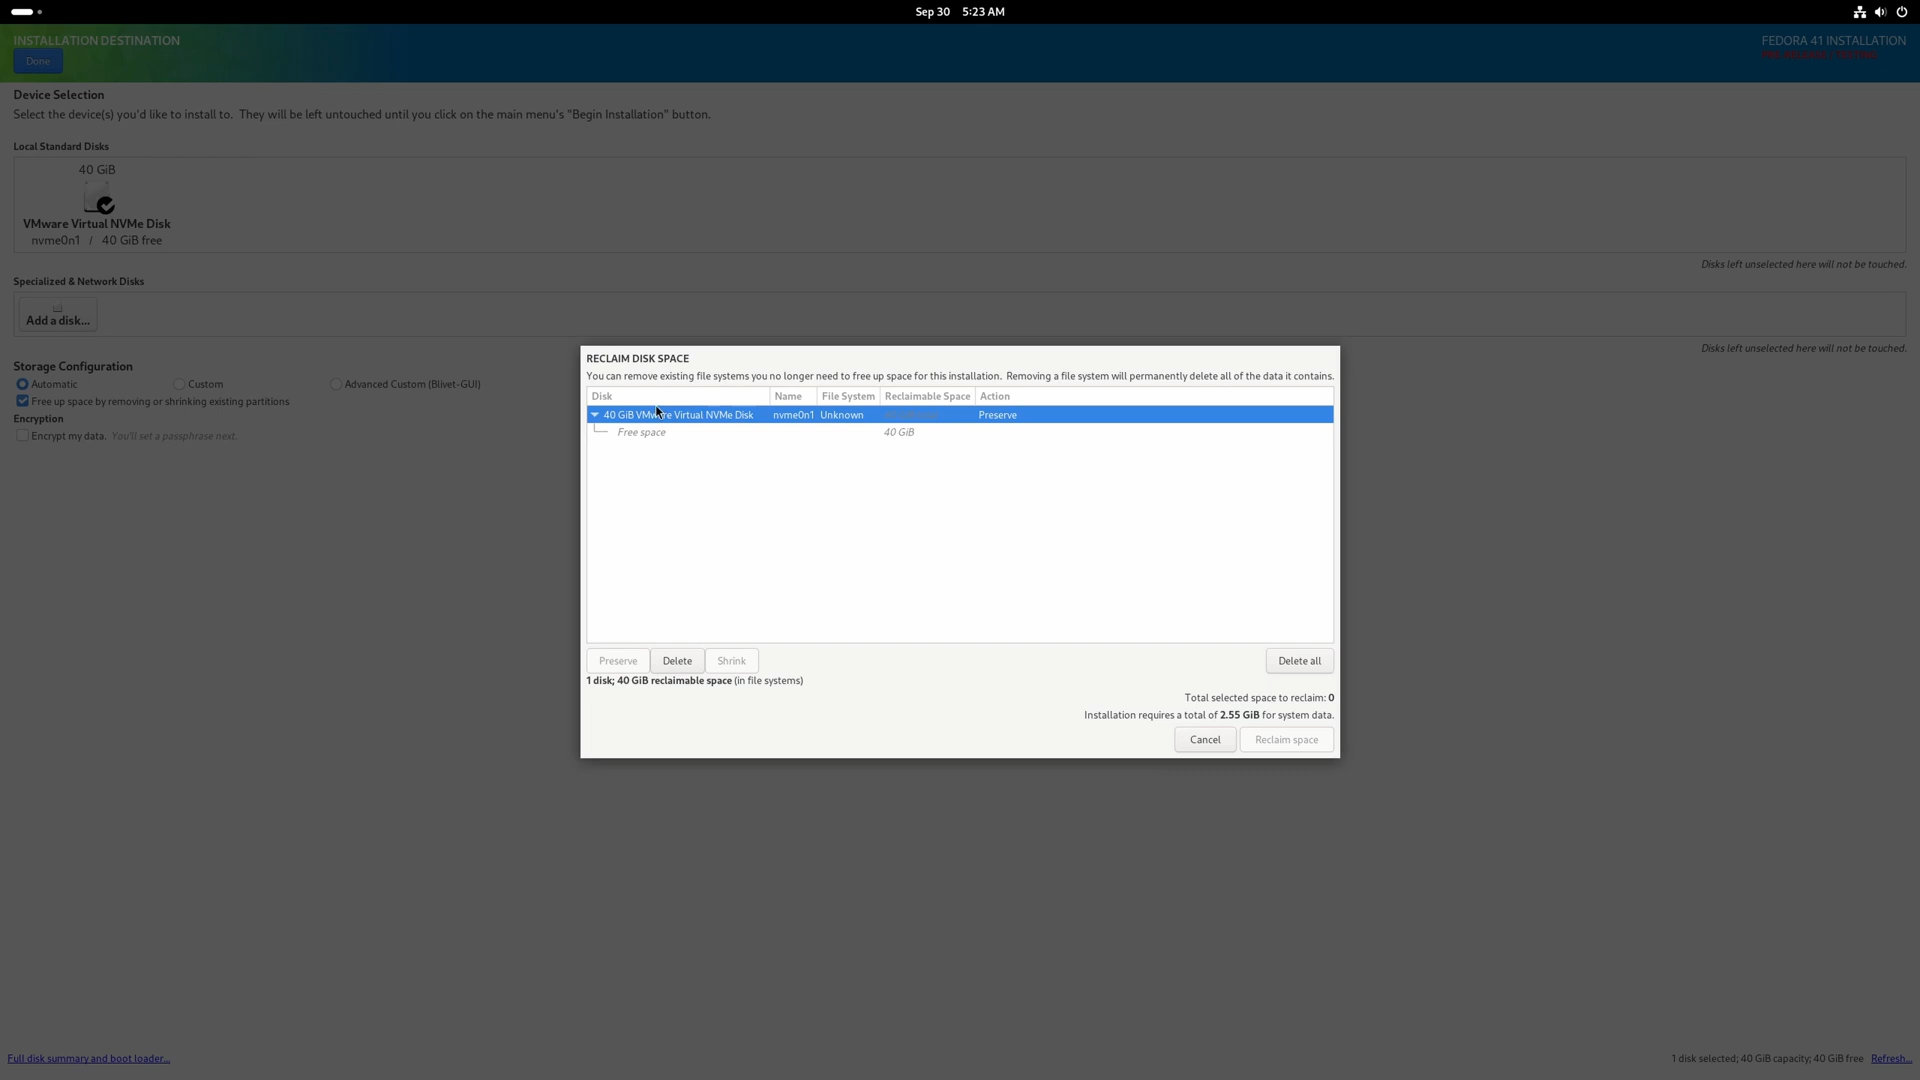 Sep 30 5:23 AM
INSTALLATION DESTINATION
FEDORA 41 INSTALLATION
Done
Device Selection
Select the device(s) you'd like to install to. They will be left untouched until you click on the main menu's "Begin Installation" button.
Local Standard Disks
40 GiB
VMware Virtual NVMe Disk
nvme0n1 / 40 GiB free
Disks left unselected here will not be touched.
Specialized & Network Disks
Add a disk...
Disks left unselected here will not be touched.
Storage Configuration
Automatic Custom Advanced Custom (Blivet-GUI)
Free up space by removing or shrinking existing partitions
Encryption
Encrypt my data. You'll set a passphrase next.
RECLAIM DISK SPACE
You can remove existing file systems you no longer need to free up space for this installation. Removing a file system will permanently delete all of the data it contains.
Disk Name File System Reclaimable Space Action
40 GiB VMware Virtual NVMe Disk nvme0n1 Unknown Preserve
Free space 40 GiB
Preserve Delete Shrink Delete all
1 disk; 40 GiB reclaimable space (in file systems)
Total selected space to reclaim: 0
Installation requires a total of 2.55 GiB for system data.
Cancel Reclaim space
Full disk summary and boot loader...
1 disk selected; 40 GiB capacity; 40 GiB free Refresh...